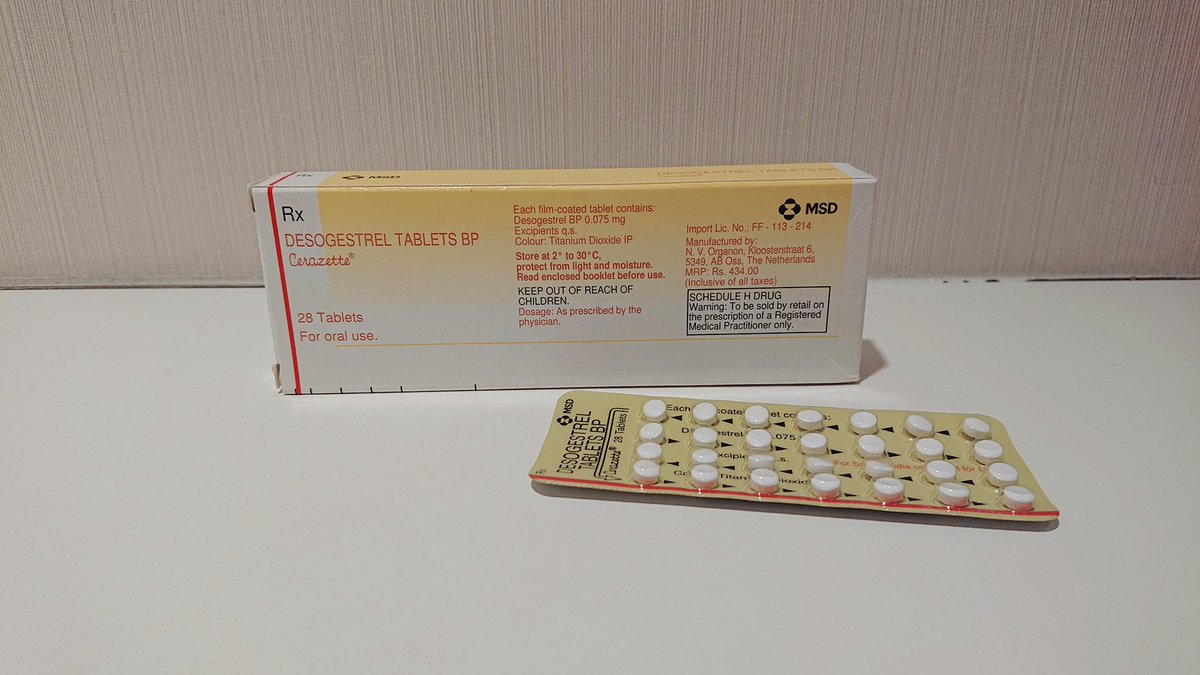 Rx
MSD
DESOGESTREL TABLETS BP
Rx
DESOGESTREL TABLETS BP
Cerazette®
28 Tablets
For oral use.
Each film-coated tablet contains:
Desogestrel BP 0.075 mg
Excipients q.s.
Colour: Titanium Dioxide IP
Store at 2° to 30°C,
protect from light and moisture.
Read enclosed booklet before use.
KEEP OUT OF REACH OF
CHILDREN.
Dosage: As prescribed by the
physician.
MSD
Import Lic. No.: FF - 113 - 214
Manufactured by:
N. V. Organon, Kloosterstraat 6,
5349, AB Oss, The Netherlands
MRP: Rs. 434.00
(Inclusive of all taxes)
SCHEDULE H DRUG
Warning: To be sold by retail on
the prescription of a Registered
Medical Practitioner only.
MSD
Rx
DESOGESTREL
TABLETS BP
Cerazette® 28 Tablets
Each